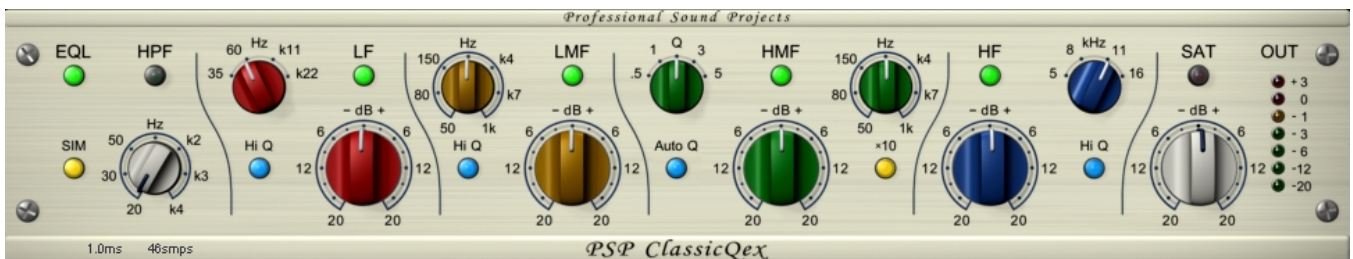 Professional Sound Projects
EQL HPF Hz LF Hz LMF Q HMF Hz HF kHz SAT OUT
60 k11 150 k4 1 3 150 k4 8 11
35 k22 80 k7 .5 5 80 k7 5 16
50 1k 50 1k
+3
0
-1
-3
-6
-12
-20
- dB + - dB + - dB + - dB + - dB +
SIM Hz Hi Q Hi Q Auto Q ×10 Hi Q
50 k2 6 6 6 6 6 6 6 6 6 6
30 k3 12 12 12 12 12 12 12 12 12 12
20 k4 20 20 20 20 20 20 20 20 20 20
1.0ms 46smps PSP ClassicQex